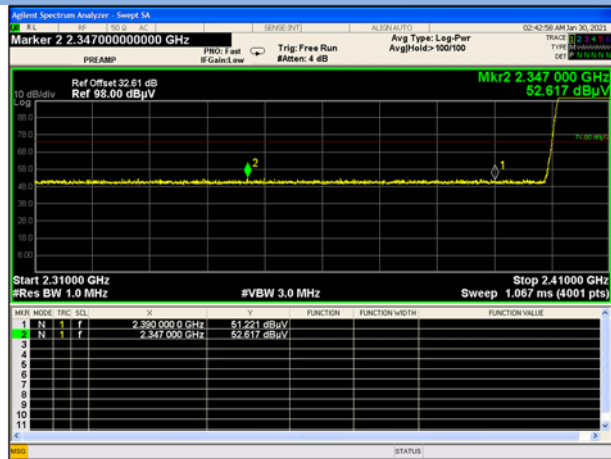 Agilent Spectrum Analyzer - Swept SA
RL RF 50 Ω AC SENSE:INT ALIGN AUTO 02:42:58 AM Jan 30, 2021
Marker 2 2.347000000000 GHz
PREAMP
PNO: Fast
IFGain:Low
Trig: Free Run
#Atten: 4 dB
Avg Type: Log-Pwr
Avg|Hold:>100/100
TRACE 1 2 3 4 5 6
TYPE
DET P N N N N N
Mkr2 2.347 000 GHz
52.617 dBµV
Ref Offset 32.61 dB
10 dB/div Ref 98.00 dBµV
Log
88.0
78.0
68.0
58.0
48.0
38.0
28.0
18.0
8.00
2
1
Start 2.31000 GHz Stop 2.41000 GHz
#Res BW 1.0 MHz #VBW 3.0 MHz Sweep 1.067 ms (4001 pts)
MKR MODE TRC SCL X Y FUNCTION FUNCTION WIDTH FUNCTION VALUE
1 N 1 f 2.390 000 0 GHz 51.221 dBµV
2 N 1 f 2.347 000 GHz 52.617 dBµV
3
4
5
6
7
8
9
10
11
MSG STATUS